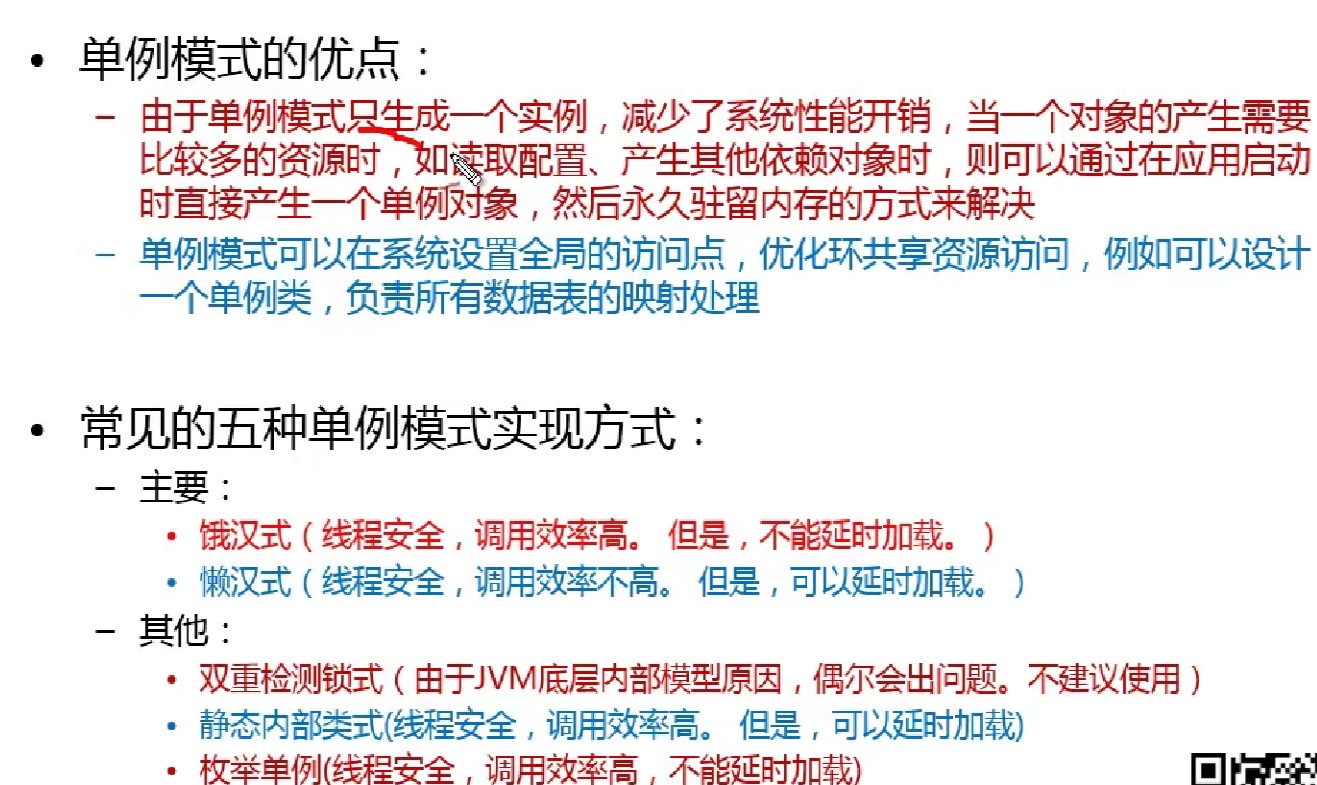 • 单例模式的优点：
– 由于单例模式只生成一个实例，减少了系统性能开销，当一个对象的产生需要
比较多的资源时，如读取配置、产生其他依赖对象时，则可以通过在应用启动
时直接产生一个单例对象，然后永久驻留内存的方式来解决
– 单例模式可以在系统设置全局的访问点，优化环共享资源访问，例如可以设计
一个单例类，负责所有数据表的映射处理
• 常见的五种单例模式实现方式：
– 主要：
• 饿汉式（线程安全，调用效率高。 但是，不能延时加载。）
• 懒汉式（线程安全，调用效率不高。 但是，可以延时加载。）
– 其他：
• 双重检测锁式（由于JVM底层内部模型原因，偶尔会出问题。不建议使用）
• 静态内部类式(线程安全，调用效率高。 但是，可以延时加载)
• 枚举单例(线程安全，调用效率高，不能延时加载)